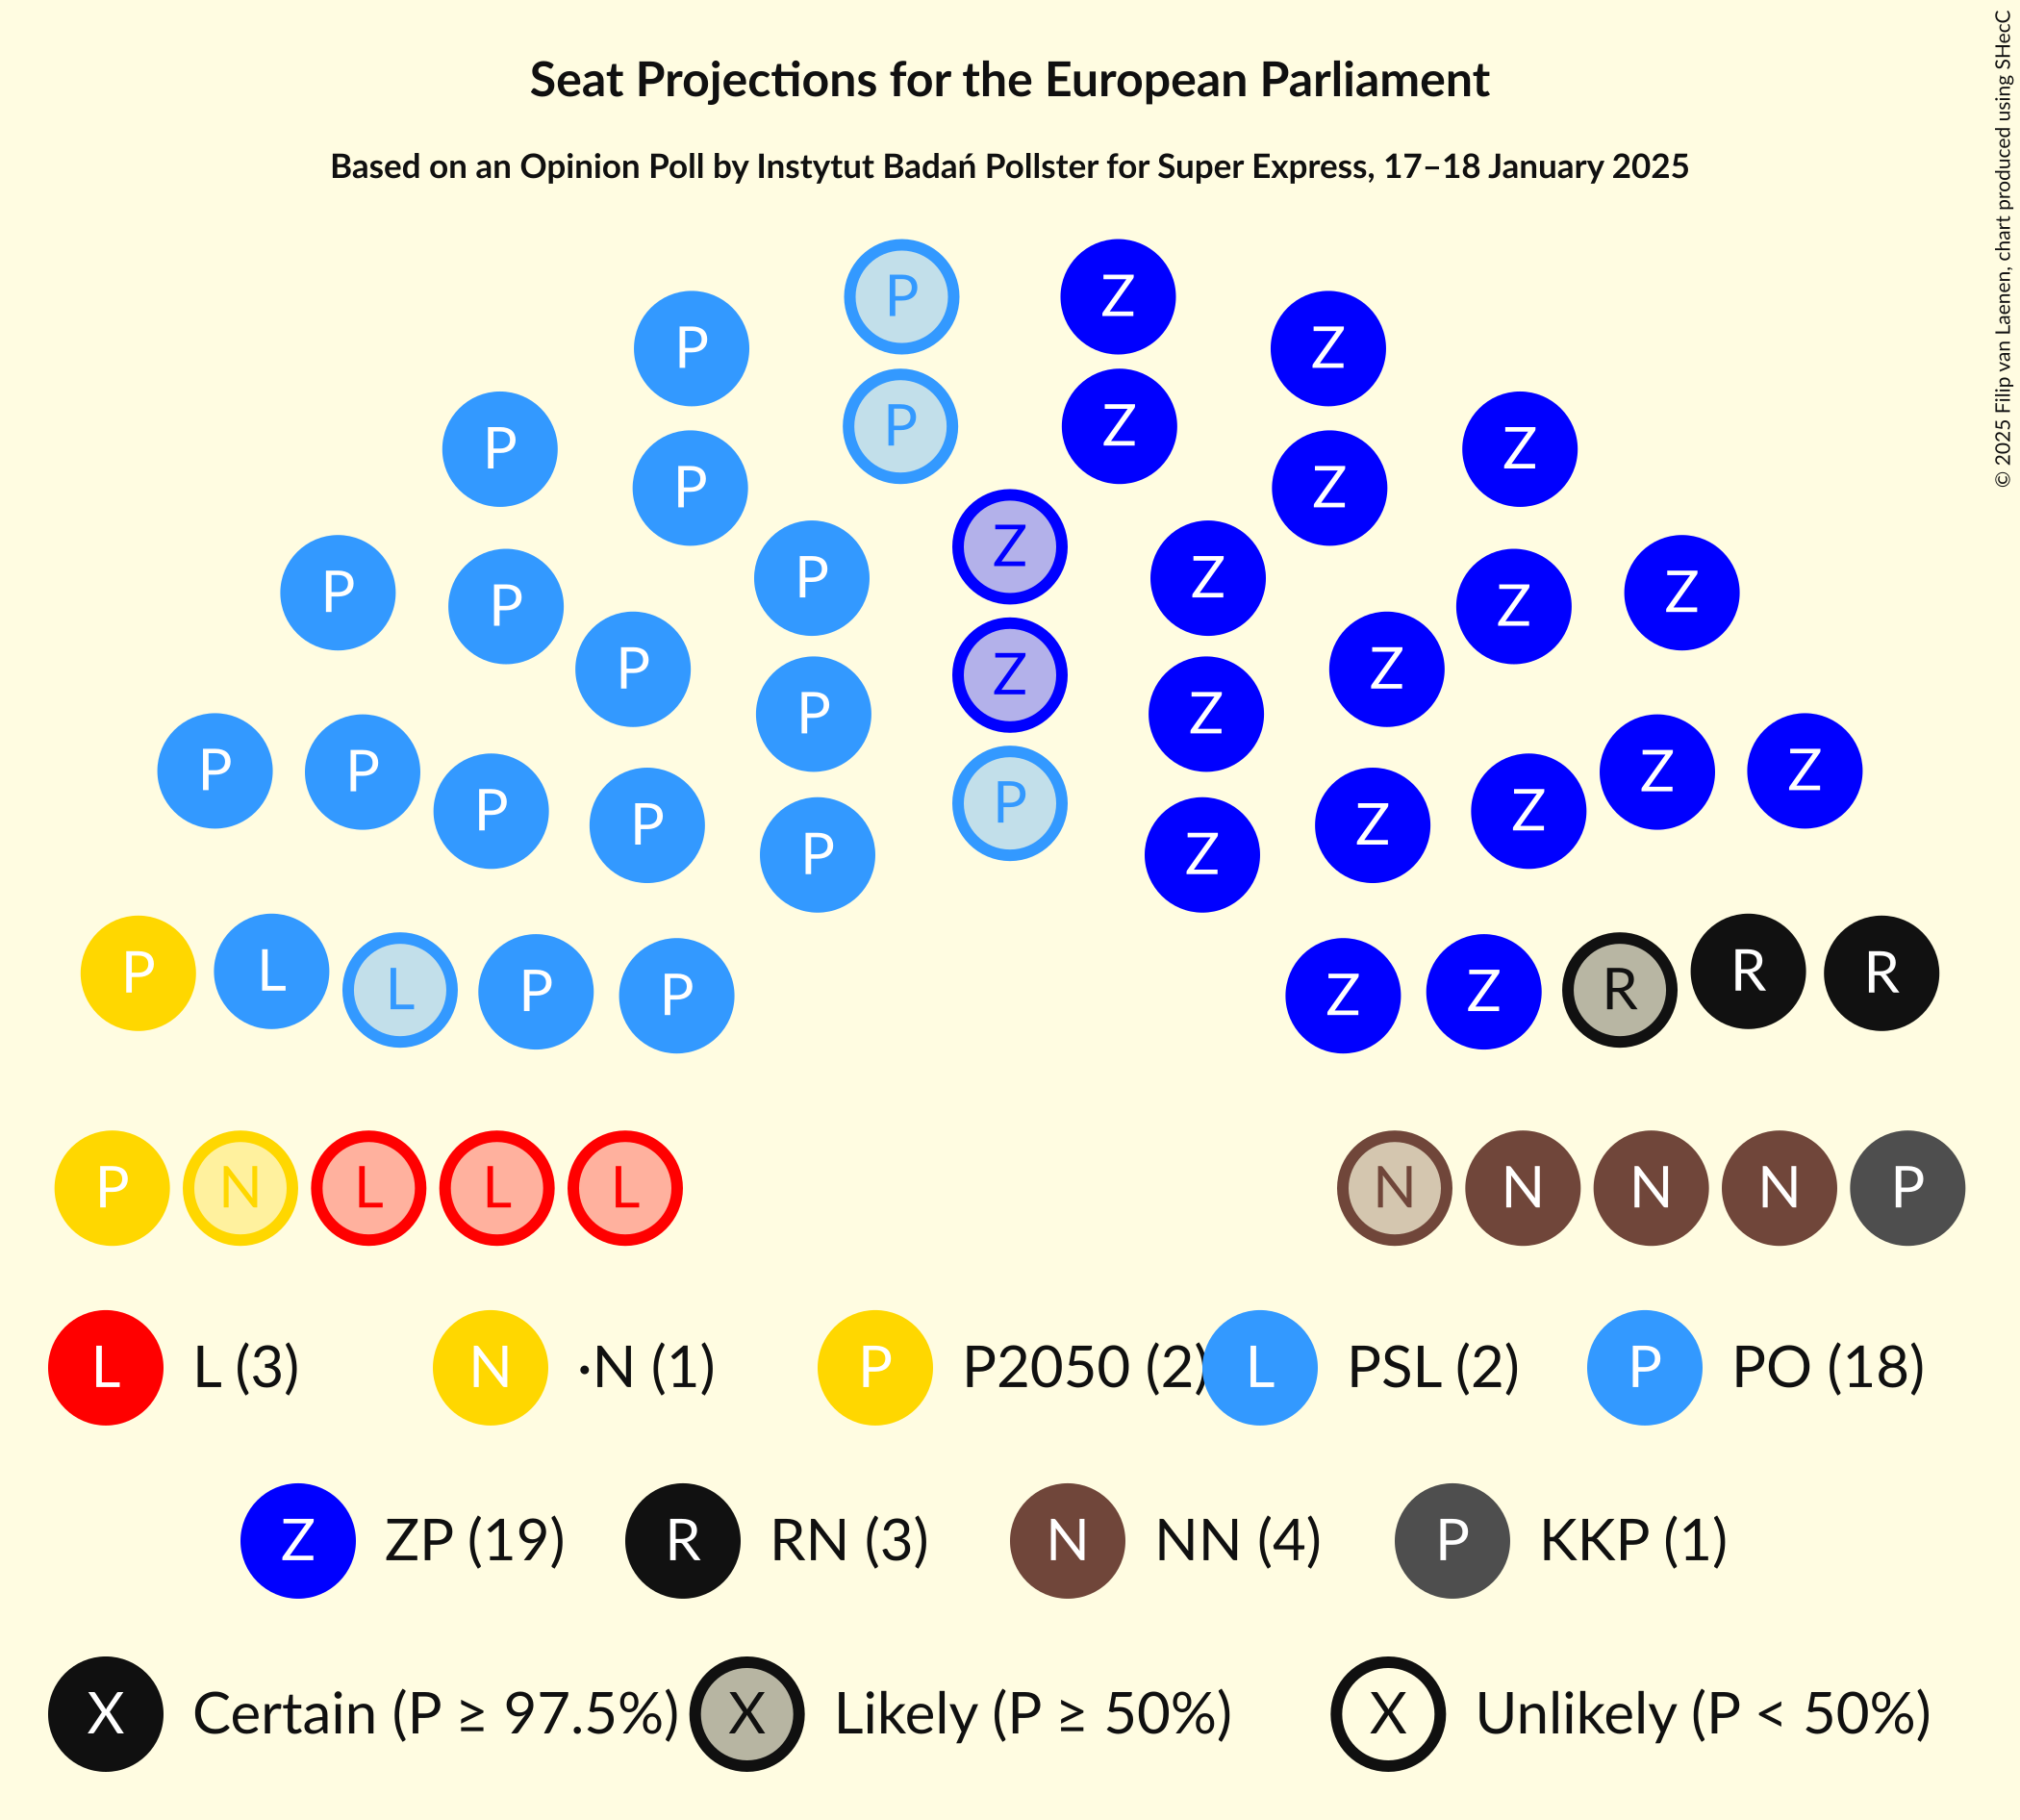 Seat Projections for the European Parliament
Based on an Opinion Poll by Instytut Badań Pollster for Super Express, 17–18 January 2025
© 2025 Filip van Laenen, chart produced using SHecC
P Z
P Z
P Z
P Z
P Z
P Z
Z
P Z
P Z
P Z
P Z
Z
P Z
P P Z Z
P
P P Z Z
P Z
P L R R
L P P Z Z R
P N L L L N N N N P
L L (3) N ·N (1) P P2050 (2) L PSL (2) P PO (18)
Z ZP (19) R RN (3) N NN (4) P KKP (1)
X Certain (P ≥ 97.5%) X Likely (P ≥ 50%) X Unlikely (P < 50%)